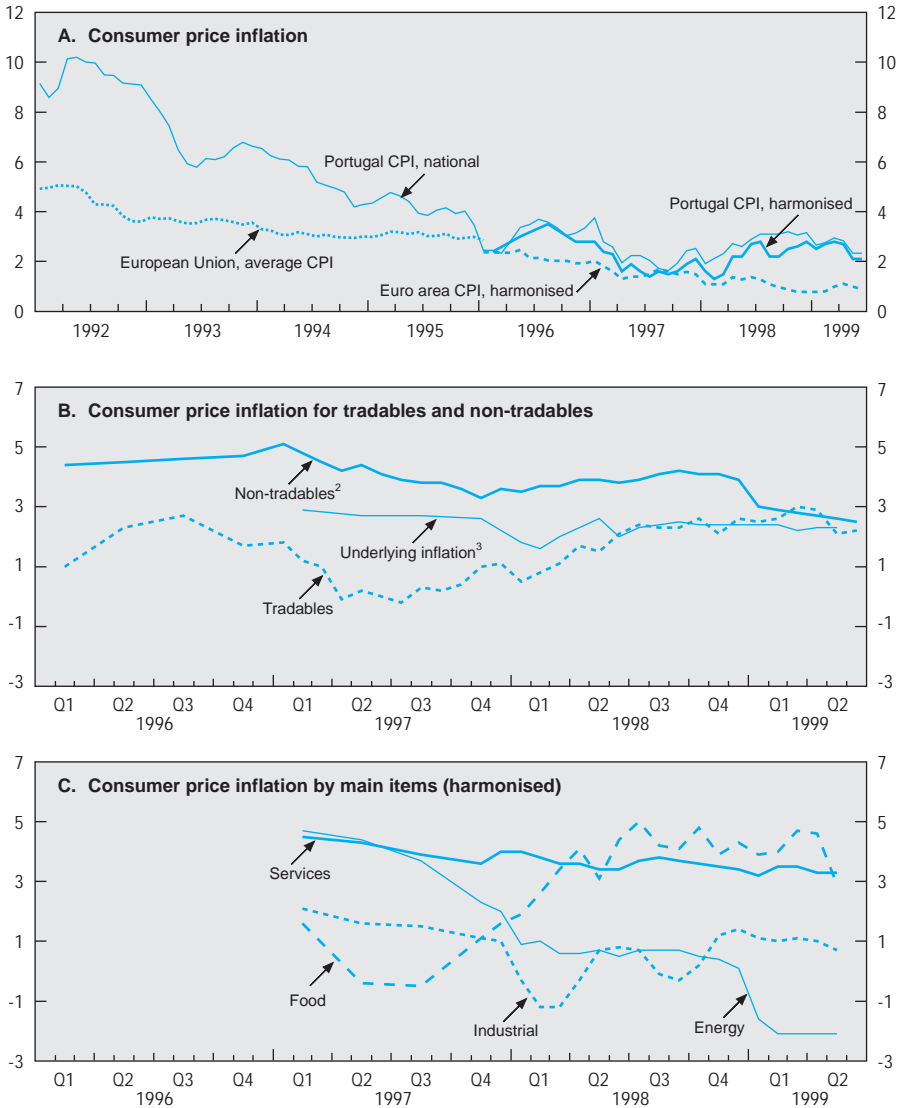 A. Consumer price inflation
12 12
10 10
8 8
6 6
4 4
2 2
0 0
Portugal CPI, national
Portugal CPI, harmonised
European Union, average CPI
Euro area CPI, harmonised
1992 1993 1994 1995 1996 1997 1998 1999
B. Consumer price inflation for tradables and non-tradables
7 7
5 5
3 3
1 1
-1 -1
-3 -3
Non-tradables²
Underlying inflation³
Tradables
Q1 Q2 Q3 Q4 Q1 Q2 Q3 Q4 Q1 Q2 Q3 Q4 Q1 Q2
1996 1997 1998 1999
C. Consumer price inflation by main items (harmonised)
7 7
5 5
3 3
1 1
-1 -1
-3 -3
Services
Food
Industrial
Energy
Q1 Q2 Q3 Q4 Q1 Q2 Q3 Q4 Q1 Q2 Q3 Q4 Q1 Q2
1996 1997 1998 1999